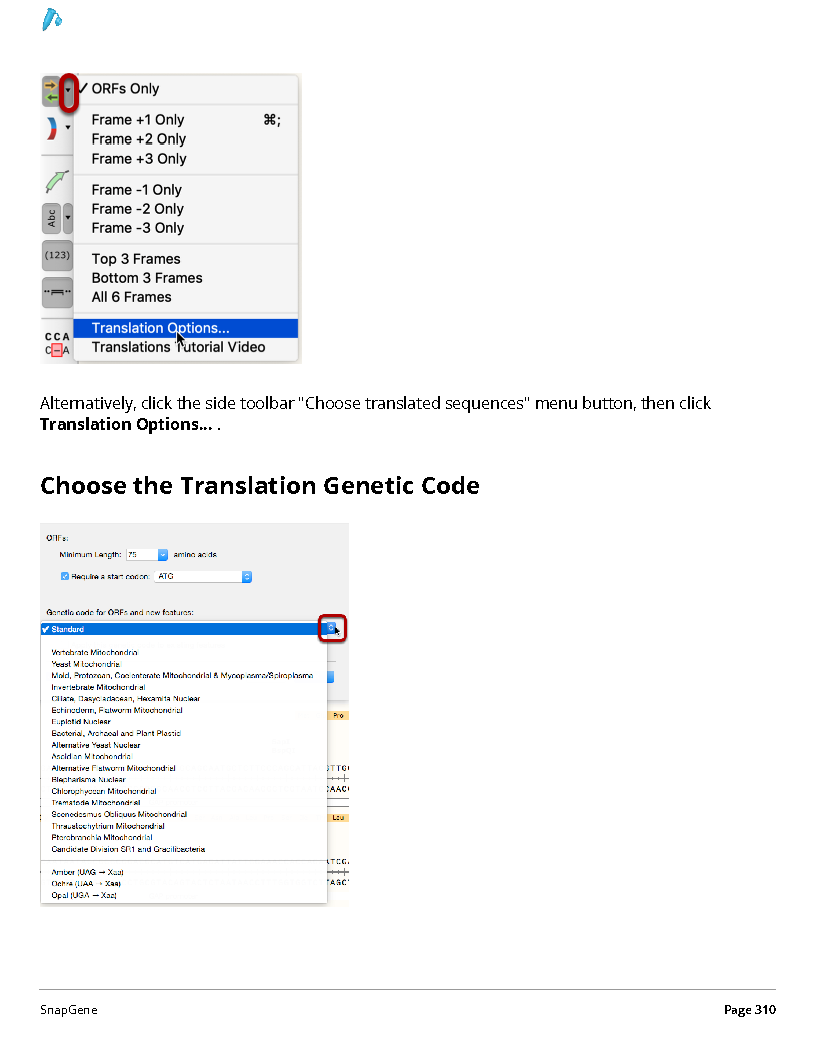 ✓ ORFs Only
Frame +1 Only ⌘;
Frame +2 Only
Frame +3 Only
Frame -1 Only
Frame -2 Only
Frame -3 Only
Top 3 Frames
Bottom 3 Frames
All 6 Frames
Translation Options...
Translations Tutorial Video
Abc
(123)
CCA
C–A
Alternatively, click the side toolbar "Choose translated sequences" menu button, then click
Translation Options... .
Choose the Translation Genetic Code
ORFs:
Minimum Length: 75 amino acids
Require a start codon: ATG
Genetic code for ORFs and new features:
✓ Standard
Vertebrate Mitochondrial
Yeast Mitochondrial
Mold, Protozoan, Coelenterate Mitochondrial & Mycoplasma/Spiroplasma
Invertebrate Mitochondrial
Ciliate, Dasycladacean, Hexamita Nuclear
Echinoderm, Flatworm Mitochondrial
Euplotid Nuclear
Bacterial, Archaeal and Plant Plastid
Alternative Yeast Nuclear
Ascidian Mitochondrial
Alternative Flatworm Mitochondrial
Blepharisma Nuclear
Chlorophycean Mitochondrial
Trematode Mitochondrial
Scenedesmus Obliquus Mitochondrial
Thraustochytrium Mitochondrial
Pterobranchia Mitochondrial
Candidate Division SR1 and Gracilibacteria
Amber (UAG → Xaa)
Ochre (UAA → Xaa)
Opal (UGA → Xaa)
Pro
Leu
SnapGene Page 310